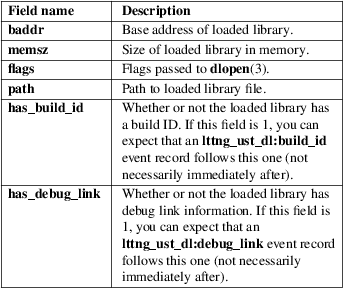 Field name Description
baddr Base address of loaded library.
memsz Size of loaded library in memory.
flags Flags passed to dlopen(3).
path Path to loaded library file.
has_build_id Whether or not the loaded library has
a build ID. If this field is 1, you can
expect that an lttng_ust_dl:build_id
event record follows this one (not
necessarily immediately after).
has_debug_link Whether or not the loaded library has
debug link information. If this field is
1, you can expect that an
lttng_ust_dl:debug_link event record
follows this one (not necessarily
immediately after).